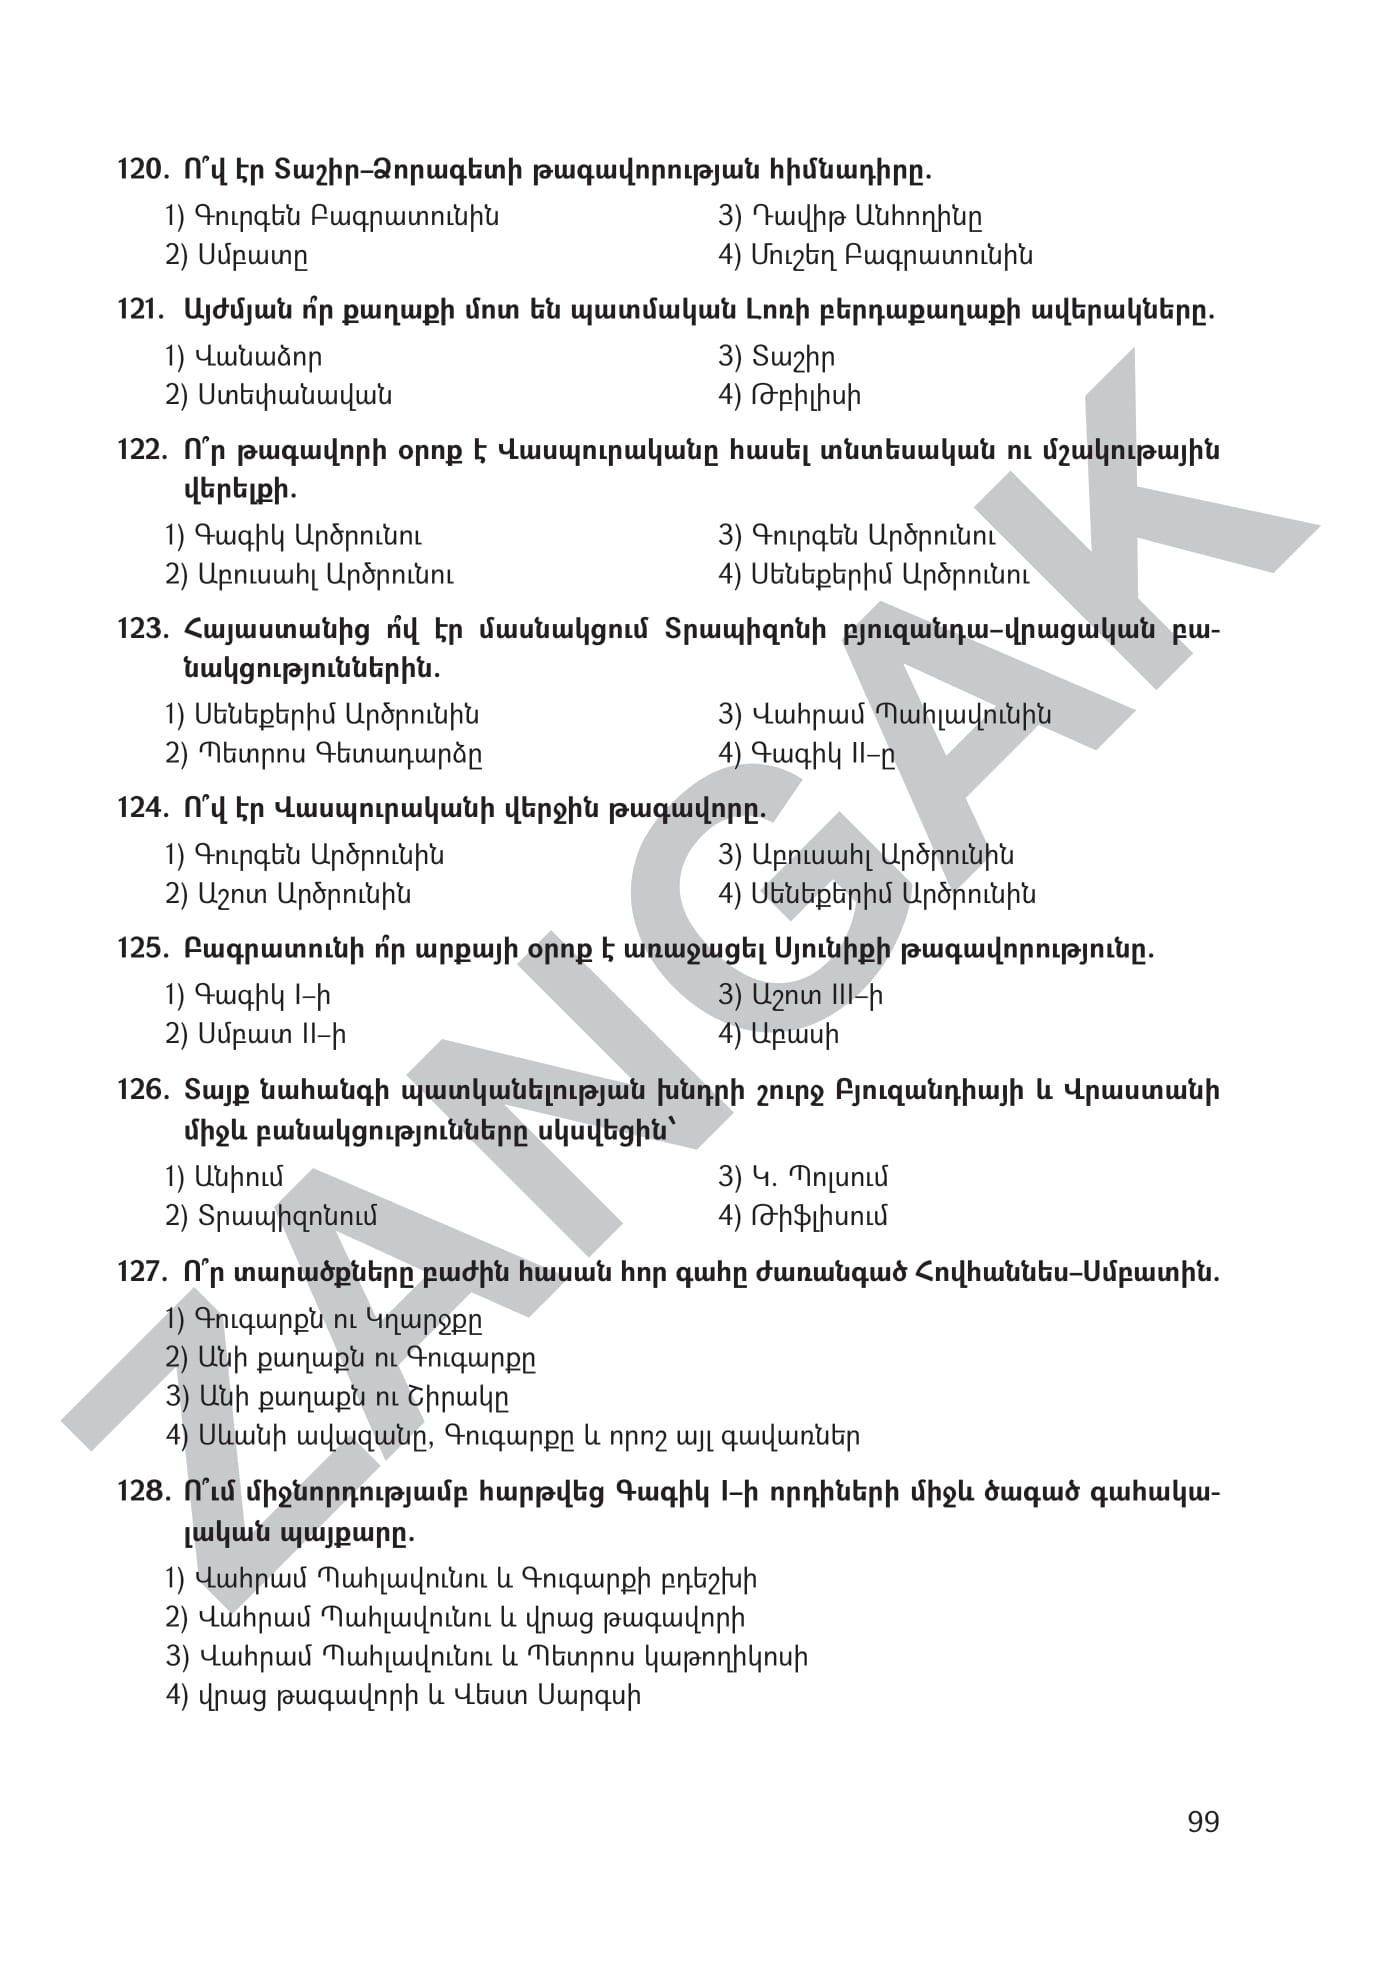 120. Ո՞վ էր Տաշիր–Ձորագետի թագավորության հիմնադիրը.
1) Գուրգեն Բագրատունին
3) Դավիթ Անհողինը
2) Սմբատը
4) Մուշեղ Բագրատունին
121. Այժմյան ո՞ր քաղաքի մոտ են պատմական Լոռի բերդաքաղաքի ավերակները.
1) Վանաձոր
3) Տաշիր
2) Ստեփանավան
4) Թբիլիսի
122. Ո՞ր թագավորի օրոք է Վասպուրականը հասել տնտեսական ու մշակութային
վերելքի.
1) Գագիկ Արծրունու
3) Գուրգեն Արծրունու
2) Աբուսահլ Արծրունու
4) Սենեքերիմ Արծրունու
123. Հայաստանից ո՞վ էր մասնակցում Տրապիզոնի բյուզանդա–վրացական բա-
նակցություններին.
1) Սենեքերիմ Արծրունին
3) Վահրամ Պահլավունին
2) Պետրոս Գետադարձը
4) Գագիկ II–ը
124. Ո՞վ էր Վասպուրականի վերջին թագավորը.
1) Գուրգեն Արծրունին
3) Աբուսահլ Արծրունին
2) Աշոտ Արծրունին
4) Սենեքերիմ Արծրունին
125. Բագրատունի ո՞ր արքայի օրոք է առաջացել Սյունիքի թագավորությունը.
1) Գագիկ I–ի
3) Աշոտ III–ի
2) Սմբատ II–ի
4) Աբասի
126. Տայք նահանգի պատկանելության խնդրի շուրջ Բյուզանդիայի և Վրաստանի
միջև բանակցությունները սկսվեցին՝
1) Անիում
3) Կ. Պոլսում
2) Տրապիզոնում
4) Թիֆլիսում
127. Ո՞ր տարածքները բաժին հասան հոր գահը ժառանգած Հովհաննես–Սմբատին.
1) Գուգարքն ու Կղարջքը
2) Անի քաղաքն ու Գուգարքը
3) Անի քաղաքն ու Շիրակը
4) Սևանի ավազանը, Գուգարքը և որոշ այլ գավառներ
128. Ո՞ւմ միջնորդությամբ հարթվեց Գագիկ I–ի որդիների միջև ծագած գահակա-
լական պայքարը.
1) Վահրամ Պահլավունու և Գուգարքի բդեշխի
2) Վահրամ Պահլավունու և վրաց թագավորի
3) Վահրամ Պահլավունու և Պետրոս կաթողիկոսի
4) վրաց թագավորի և Վեստ Սարգսի
99
ZANGAK